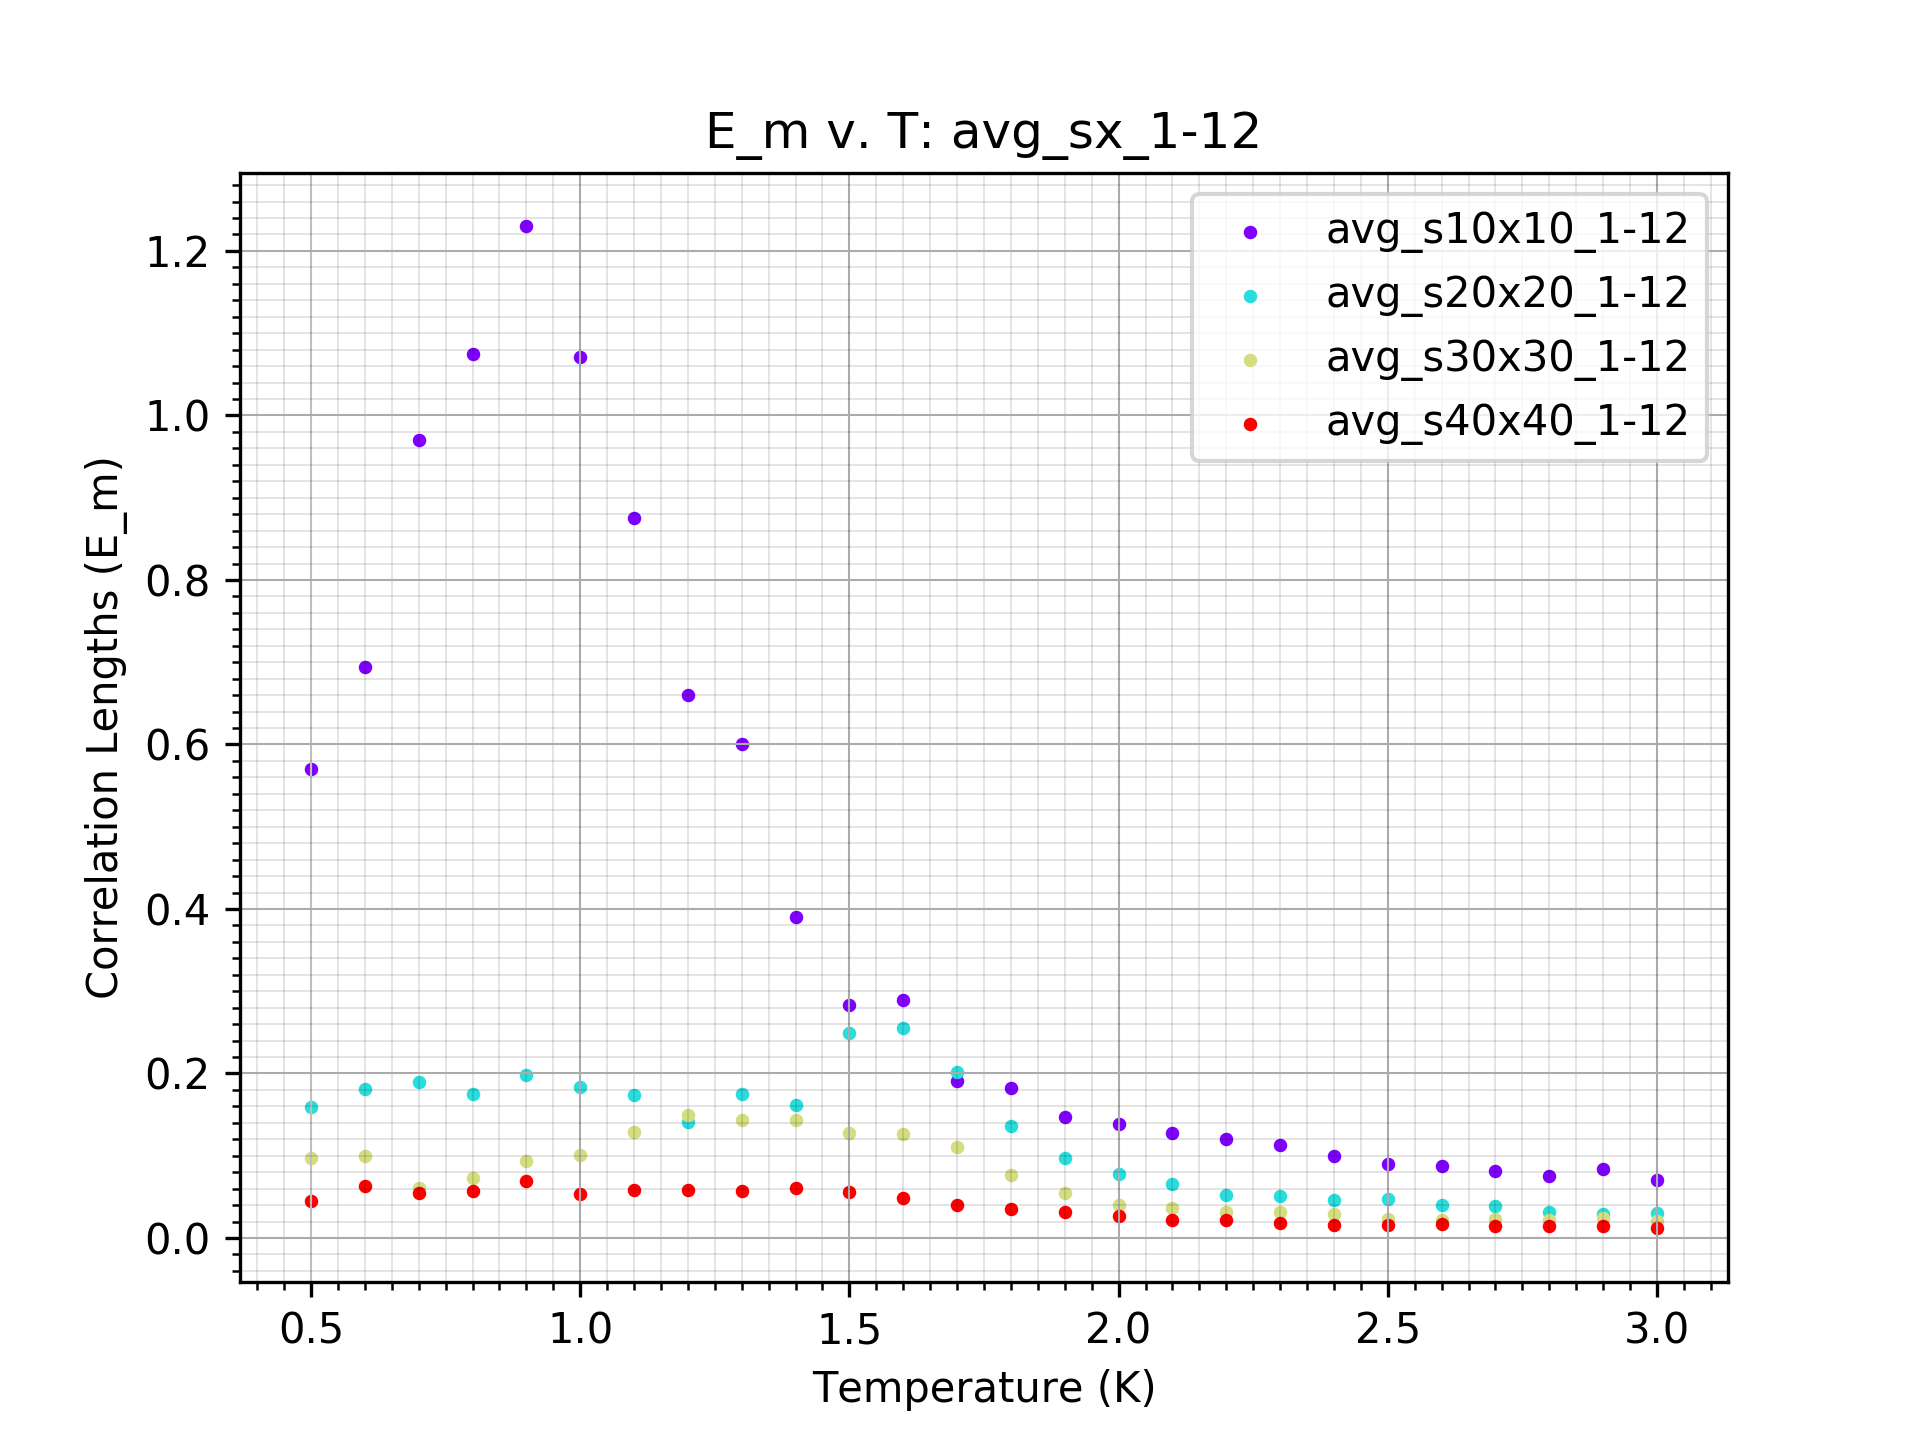 E_m v. T: avg_sx_1-12
avg_s10x10_1-12
avg_s20x20_1-12
avg_s30x30_1-12
avg_s40x40_1-12
Correlation Lengths (E_m)
1.2
1.0
0.8
0.6
0.4
0.2
0.0
0.5 1.0 1.5 2.0 2.5 3.0
Temperature (K)